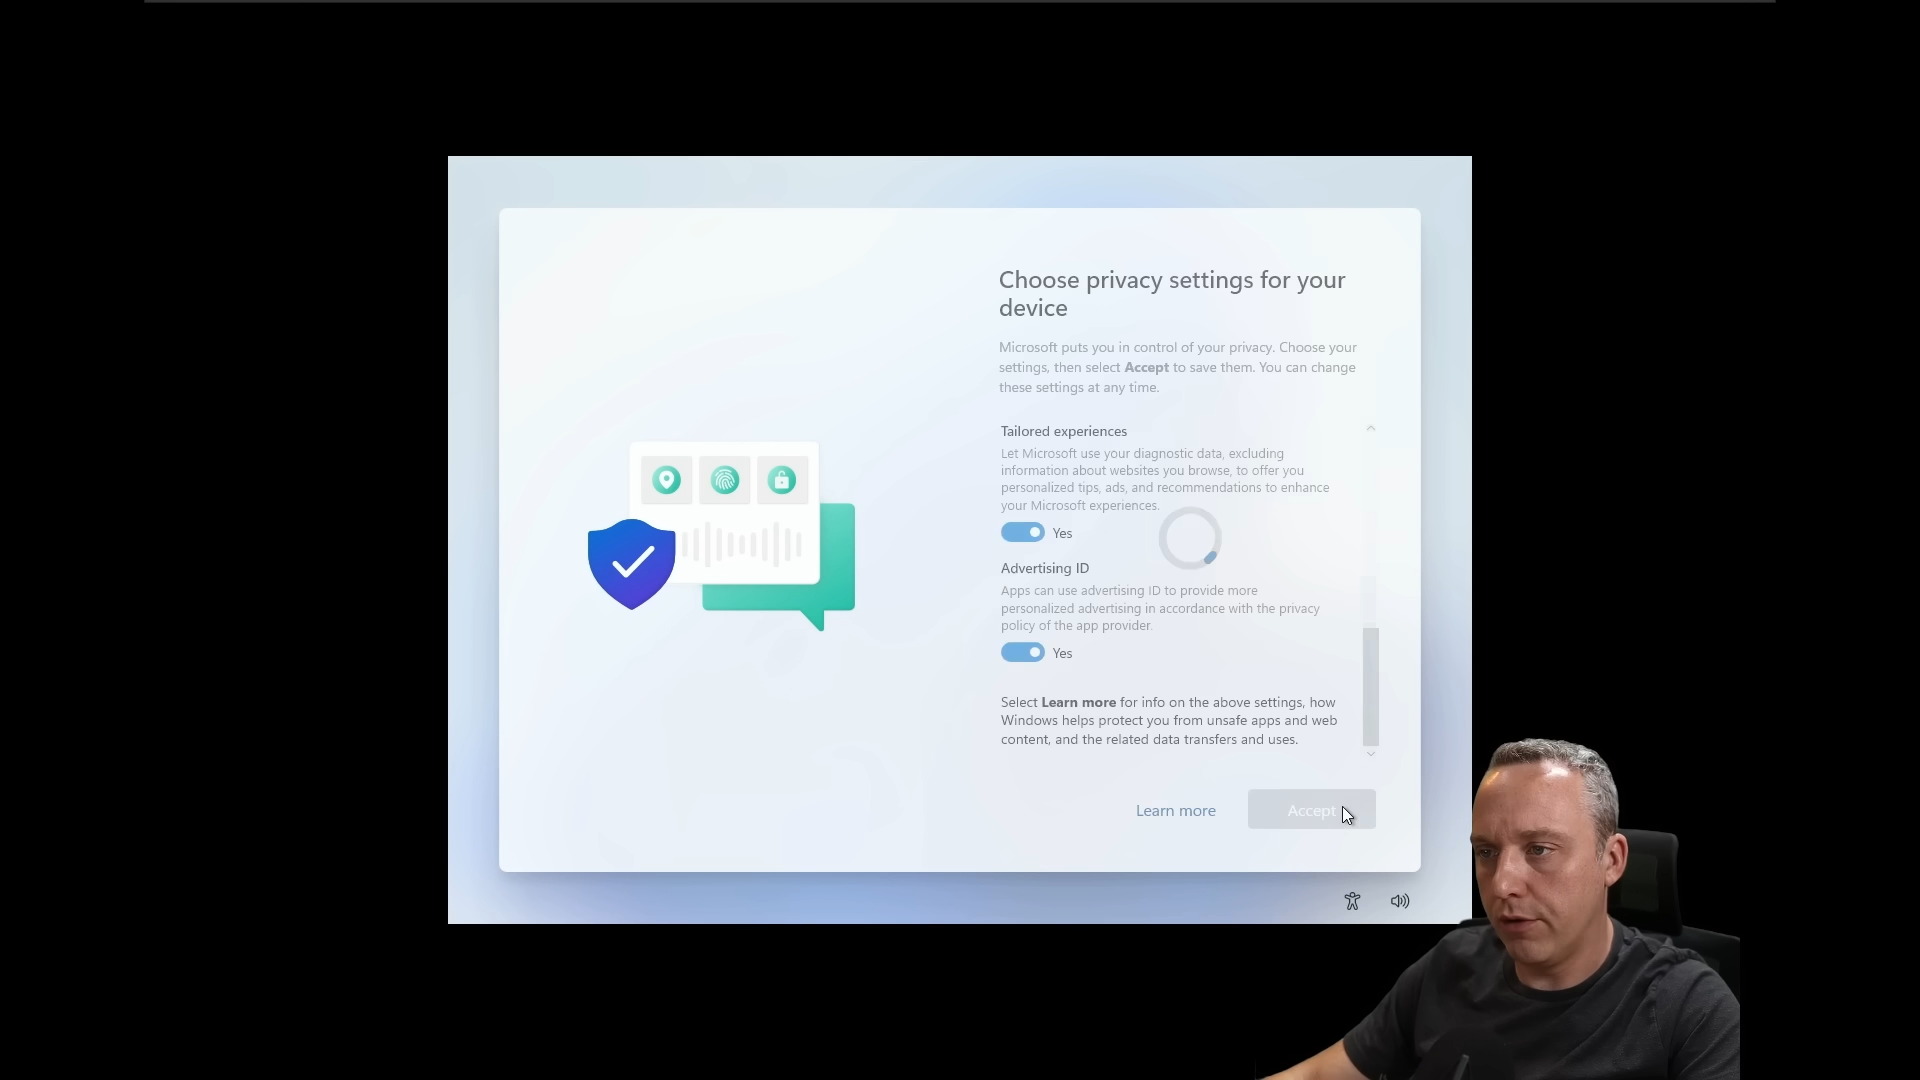 Choose privacy settings for your
device
Microsoft puts you in control of your privacy. Choose your
settings, then select Accept to save them. You can change
these settings at any time.
Tailored experiences
Let Microsoft use your diagnostic data, excluding
information about websites you browse, to offer you
personalized tips, ads, and recommendations to enhance
your Microsoft experiences.
Yes
Advertising ID
Apps can use advertising ID to provide more
personalized advertising in accordance with the privacy
policy of the app provider.
Yes
Select Learn more for info on the above settings, how
Windows helps protect you from unsafe apps and web
content, and the related data transfers and uses.
Learn more
Accept